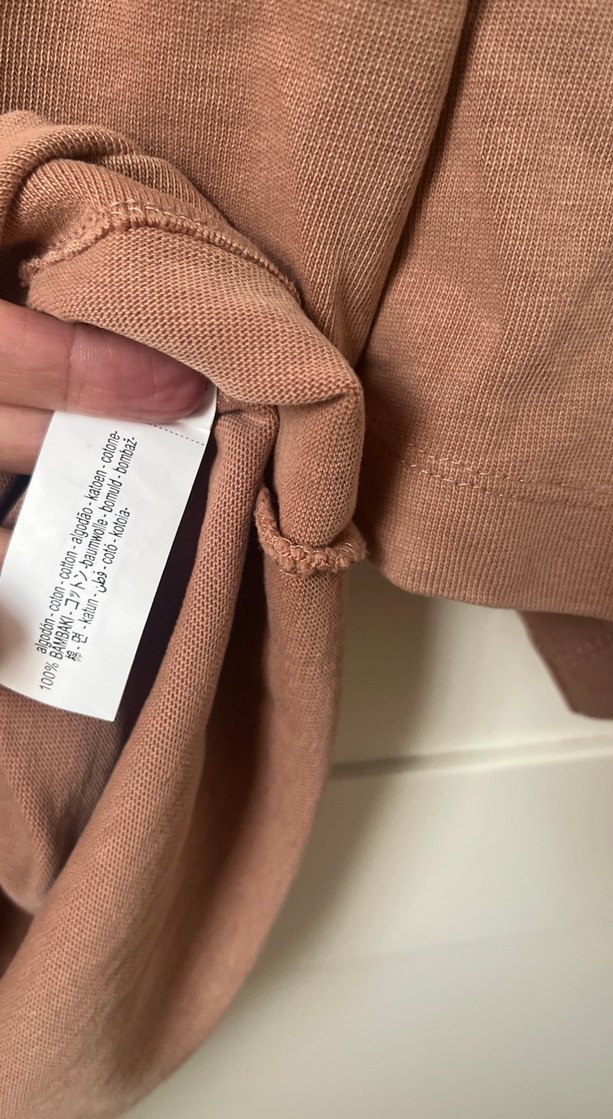 algodón - coton - cotton - algodão - katoen - cotone-
100% ΒΑΜΒΑΚΙ - コットン -baumwolle - bomuld - bombaž-
棉 - 면 - katun - قطن - cotó - kotoia-